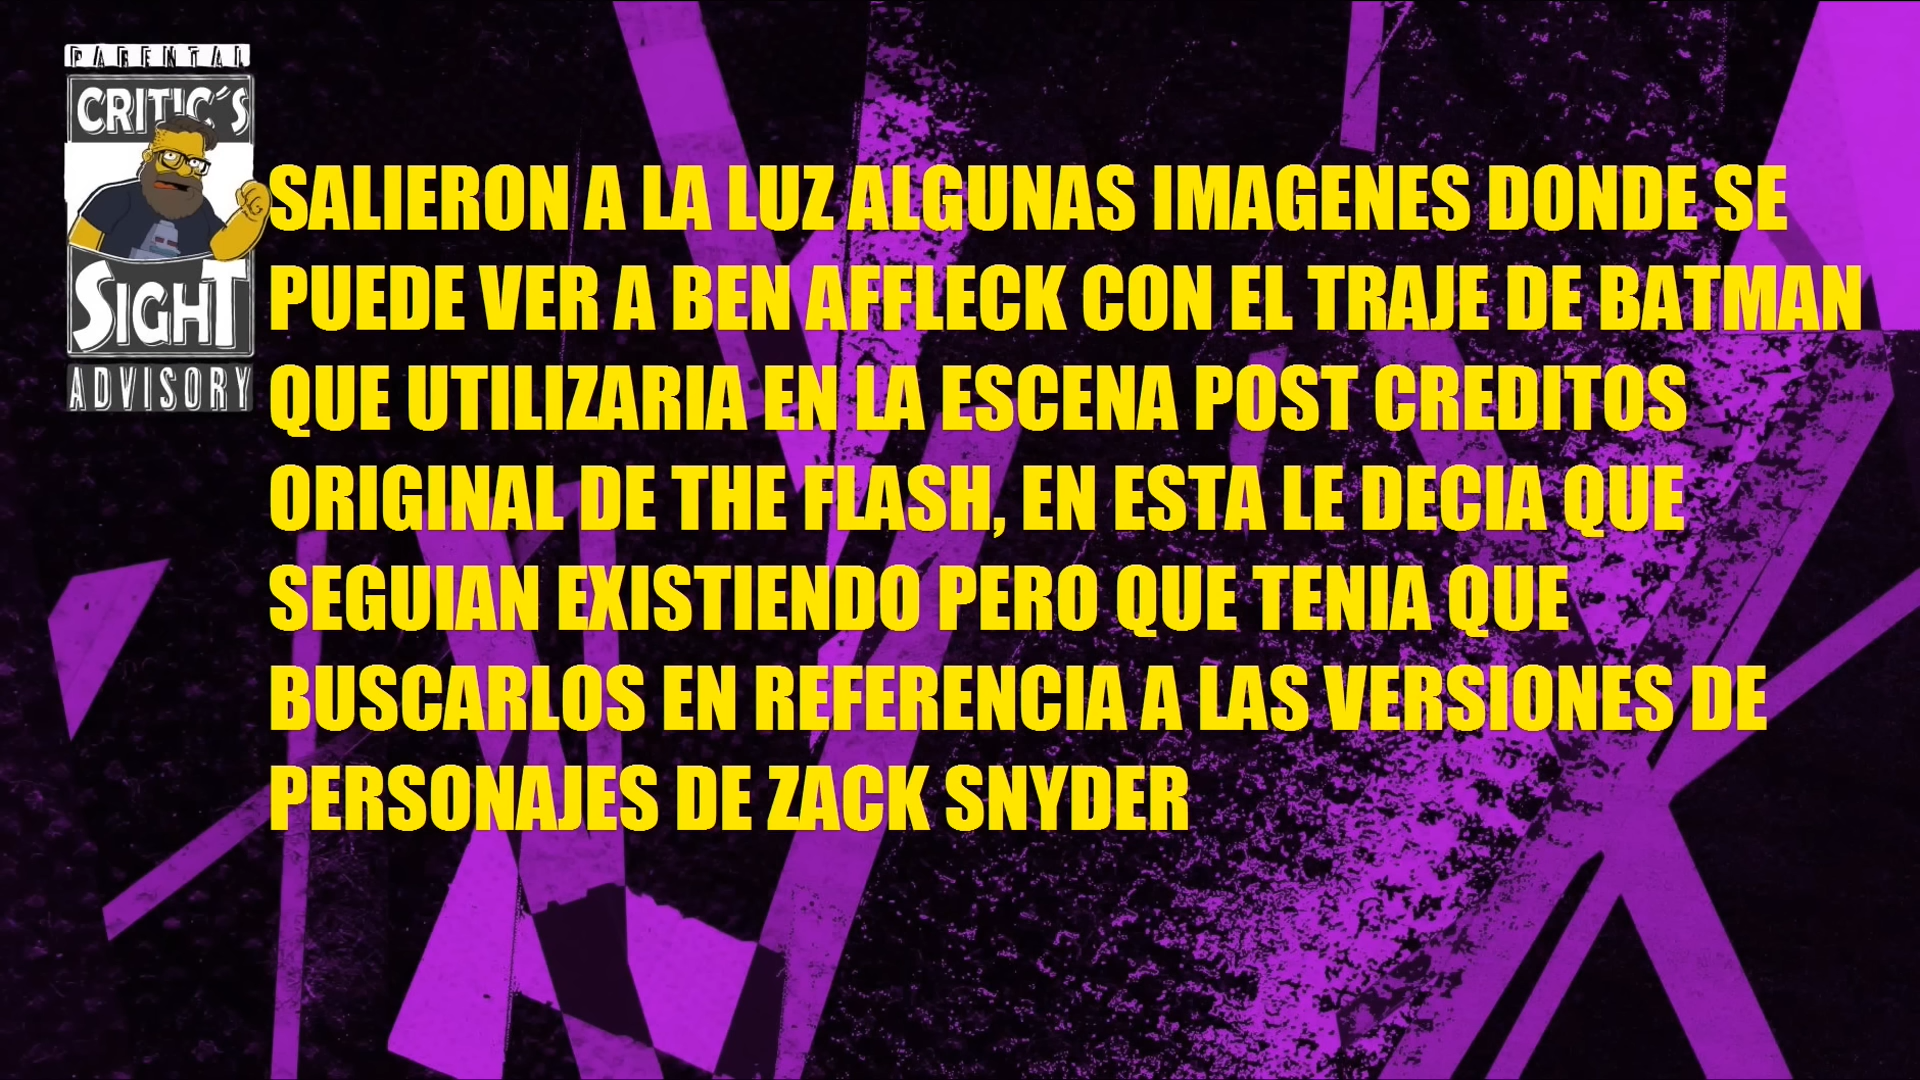 PARENTAL
CRITIC´S
SIGHT
ADVISORY
SALIERON A LA LUZ ALGUNAS IMAGENES DONDE SE
PUEDE VER A BEN AFFLECK CON EL TRAJE DE BATMAN
QUE UTILIZARIA EN LA ESCENA POST CREDITOS
ORIGINAL DE THE FLASH, EN ESTA LE DECIA QUE
SEGUIAN EXISTIENDO PERO QUE TENIA QUE
BUSCARLOS EN REFERENCIA A LAS VERSIONES DE
PERSONAJES DE ZACK SNYDER